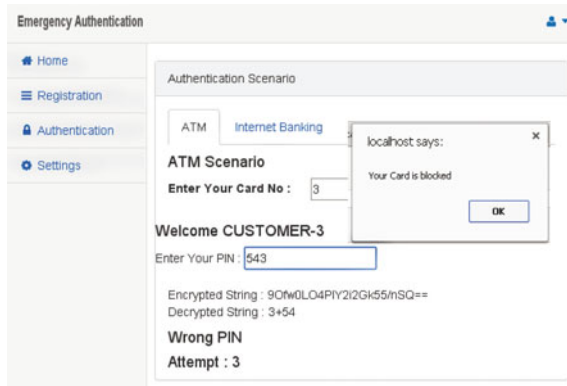 Emergency Authentication
Home
Registration
Authentication
Settings
Authentication Scenario
ATM
Internet Banking
ATM Scenario
Enter Your Card No : 3
localhost says:
Your Card is blocked
OK
Welcome CUSTOMER-3
Enter Your PIN : 543
Encrypted String : 9Ofw0LO4PIY2i2Gk55/nSQ==
Decrypted String : 3+54
Wrong PIN
Attempt : 3